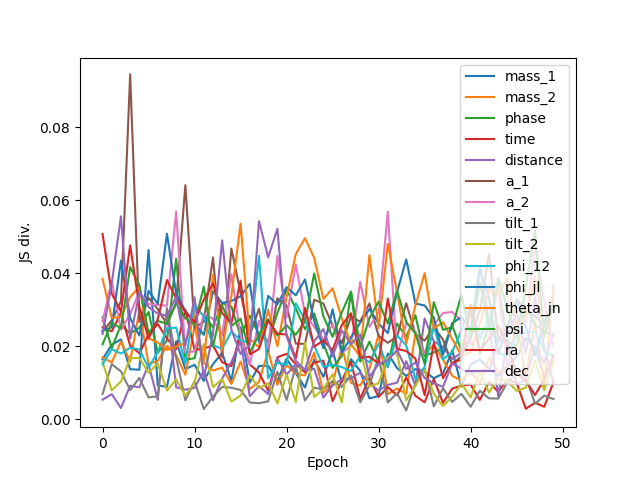 JS div.
0.00
0.02
0.04
0.06
0.08
0
10
20
30
40
50
Epoch
mass_1
mass_2
phase
time
distance
a_1
a_2
tilt_1
tilt_2
phi_12
phi_jl
theta_jn
psi
ra
dec